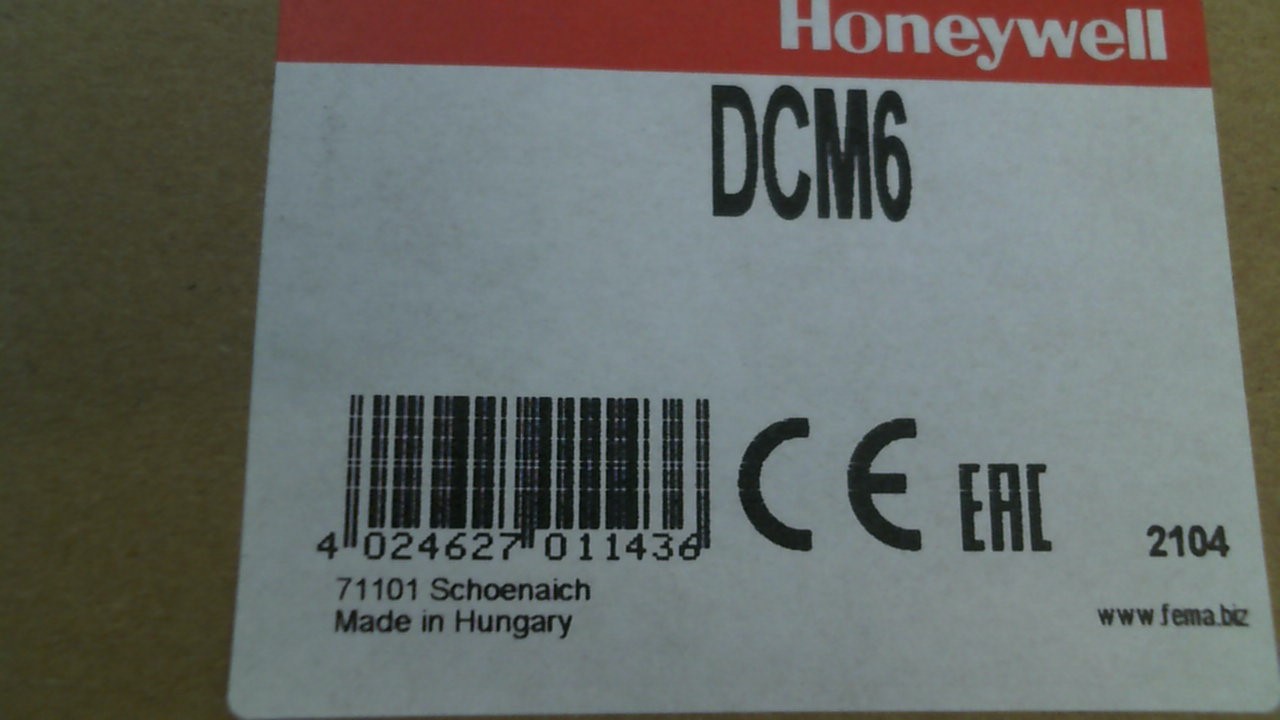 Honeywell
DCM6
4 024627 011436
CE EAC
2104
71101 Schoenaich
Made in Hungary
www.fema.biz